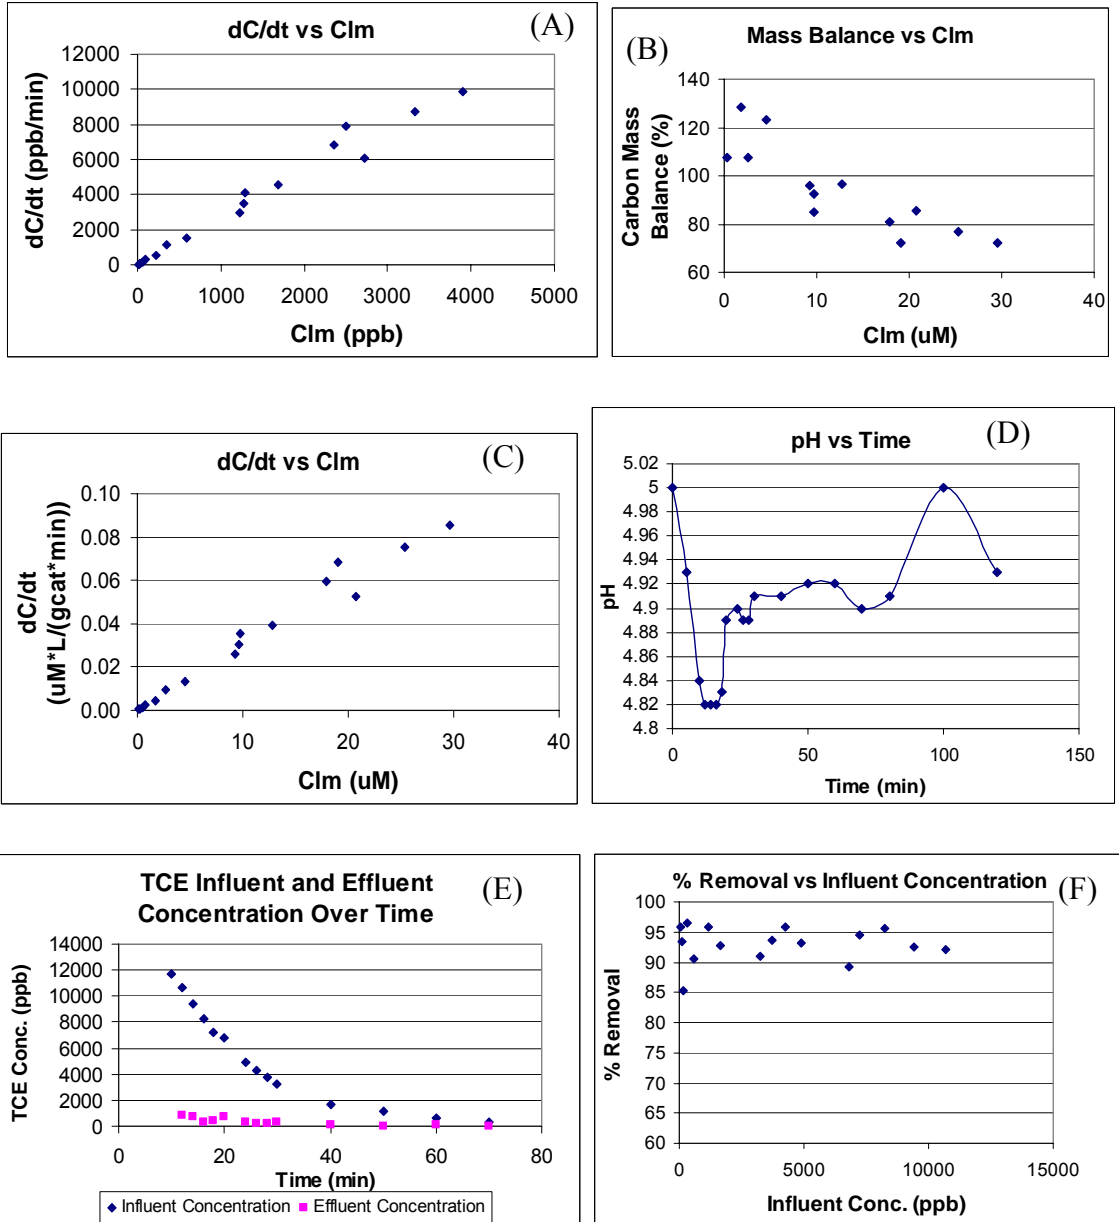 dC/dt vs Clm
(A)
dC/dt (ppb/min)
12000
10000
8000
6000
4000
2000
0
0 1000 2000 3000 4000 5000
Clm (ppb)
Mass Balance vs Clm
(B)
Carbon Mass
Balance (%)
140
120
100
80
60
0 10 20 30 40
Clm (uM)
dC/dt vs Clm
(C)
dC/dt
(uM*L/(gcat*min))
0.10
0.08
0.06
0.04
0.02
0.00
0 10 20 30 40
Clm (uM)
pH vs Time
(D)
pH
5.02
5
4.98
4.96
4.94
4.92
4.9
4.88
4.86
4.84
4.82
4.8
0 50 100 150
Time (min)
TCE Influent and Effluent
Concentration Over Time
(E)
TCE Conc. (ppb)
14000
12000
10000
8000
6000
4000
2000
0
0 20 40 60 80
Time (min)
Influent Concentration Effluent Concentration
% Removal vs Influent Concentration
(F)
% Removal
100
95
90
85
80
75
70
65
60
0 5000 10000 15000
Influent Conc. (ppb)